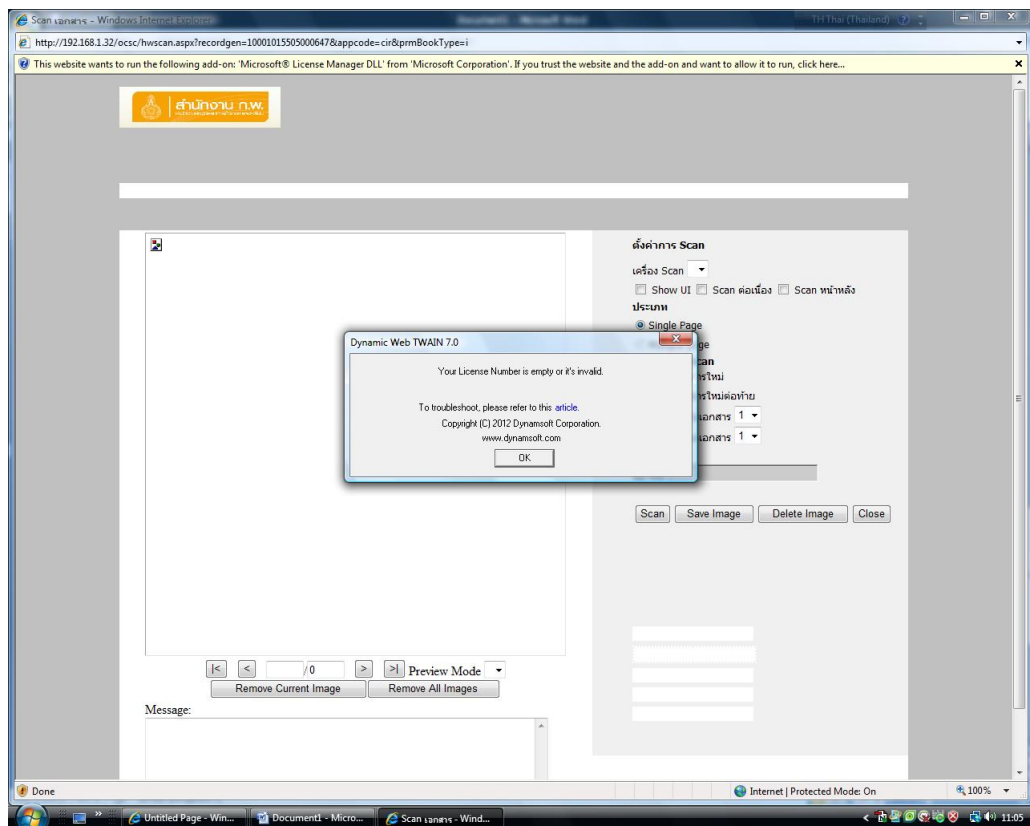 Scan เอกสาร - Windows Internet Explorer
TH Thai (Thailand)
http://192.168.1.32/ocsc/hwscan.aspx?recordgen=10001015505000647&appcode=cir&prmBookType=i
This website wants to run the following add-on: 'Microsoft® License Manager DLL' from 'Microsoft Corporation'. If you trust the website and the add-on and want to allow it to run, click here...
สำนักงาน ก.พ.
ตั้งค่าการ Scan
เครื่อง Scan
Show UI Scan ต่อเนื่อง Scan หน้าหลัง
ประเภท
Single Page
Dynamic Web TWAIN 7.0
Your License Number is empty or it's invalid.
To troubleshoot, please refer to this article.
Copyright (C) 2012 Dynamsoft Corporation.
www.dynamsoft.com
OK
1
1
Scan Save Image Delete Image Close
|< < /0 > >| Preview Mode
Remove Current Image Remove All Images
Message:
Done Internet | Protected Mode: On 100%
Untitled Page - Win... Document1 - Micro... Scan เอกสาร - Wind... 11:05